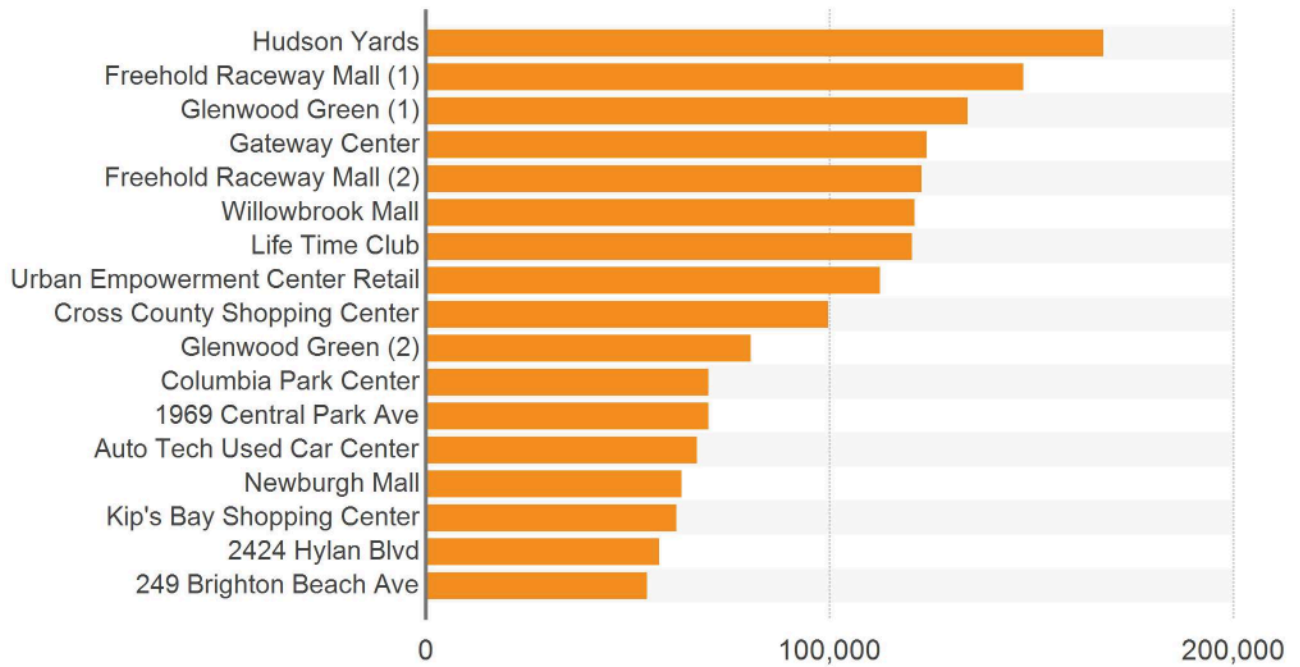 Hudson Yards
Freehold Raceway Mall (1)
Glenwood Green (1)
Gateway Center
Freehold Raceway Mall (2)
Willowbrook Mall
Life Time Club
Urban Empowerment Center Retail
Cross County Shopping Center
Glenwood Green (2)
Columbia Park Center
1969 Central Park Ave
Auto Tech Used Car Center
Newburgh Mall
Kip's Bay Shopping Center
2424 Hylan Blvd
249 Brighton Beach Ave
0 100,000 200,000